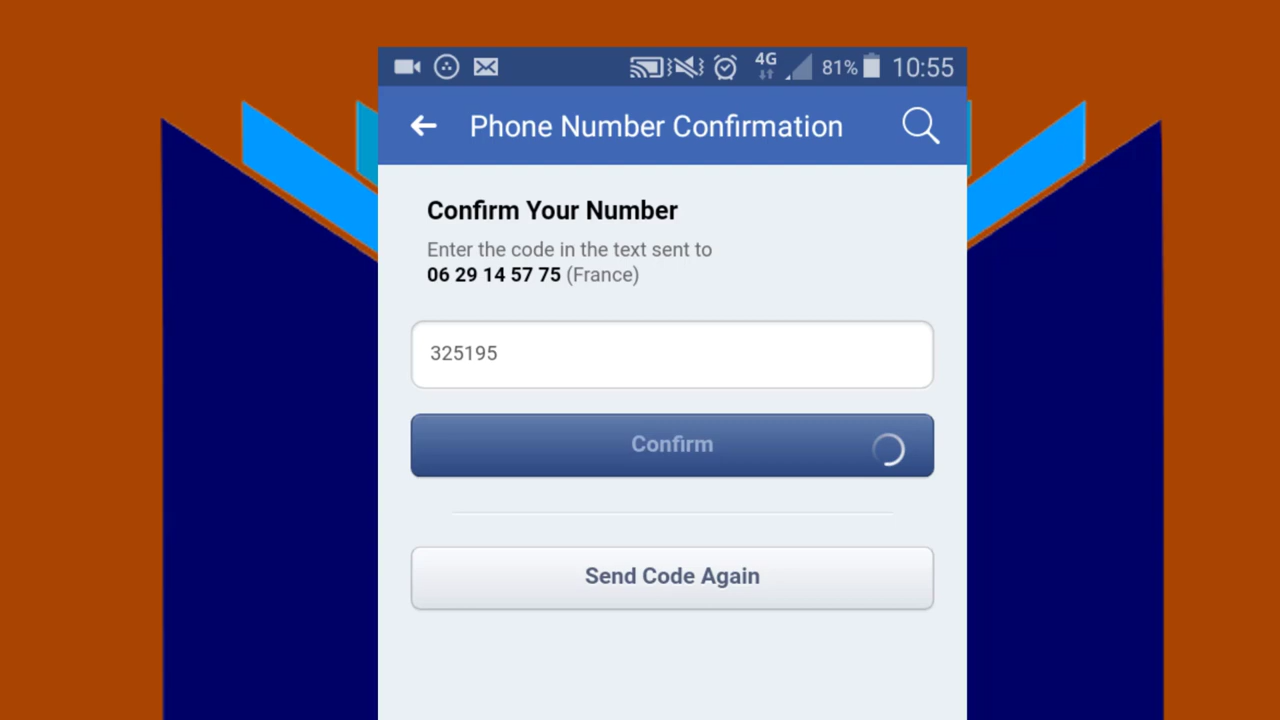 4G 81% 10:55
Phone Number Confirmation
Confirm Your Number
Enter the code in the text sent to
06 29 14 57 75 (France)
325195
Confirm
Send Code Again